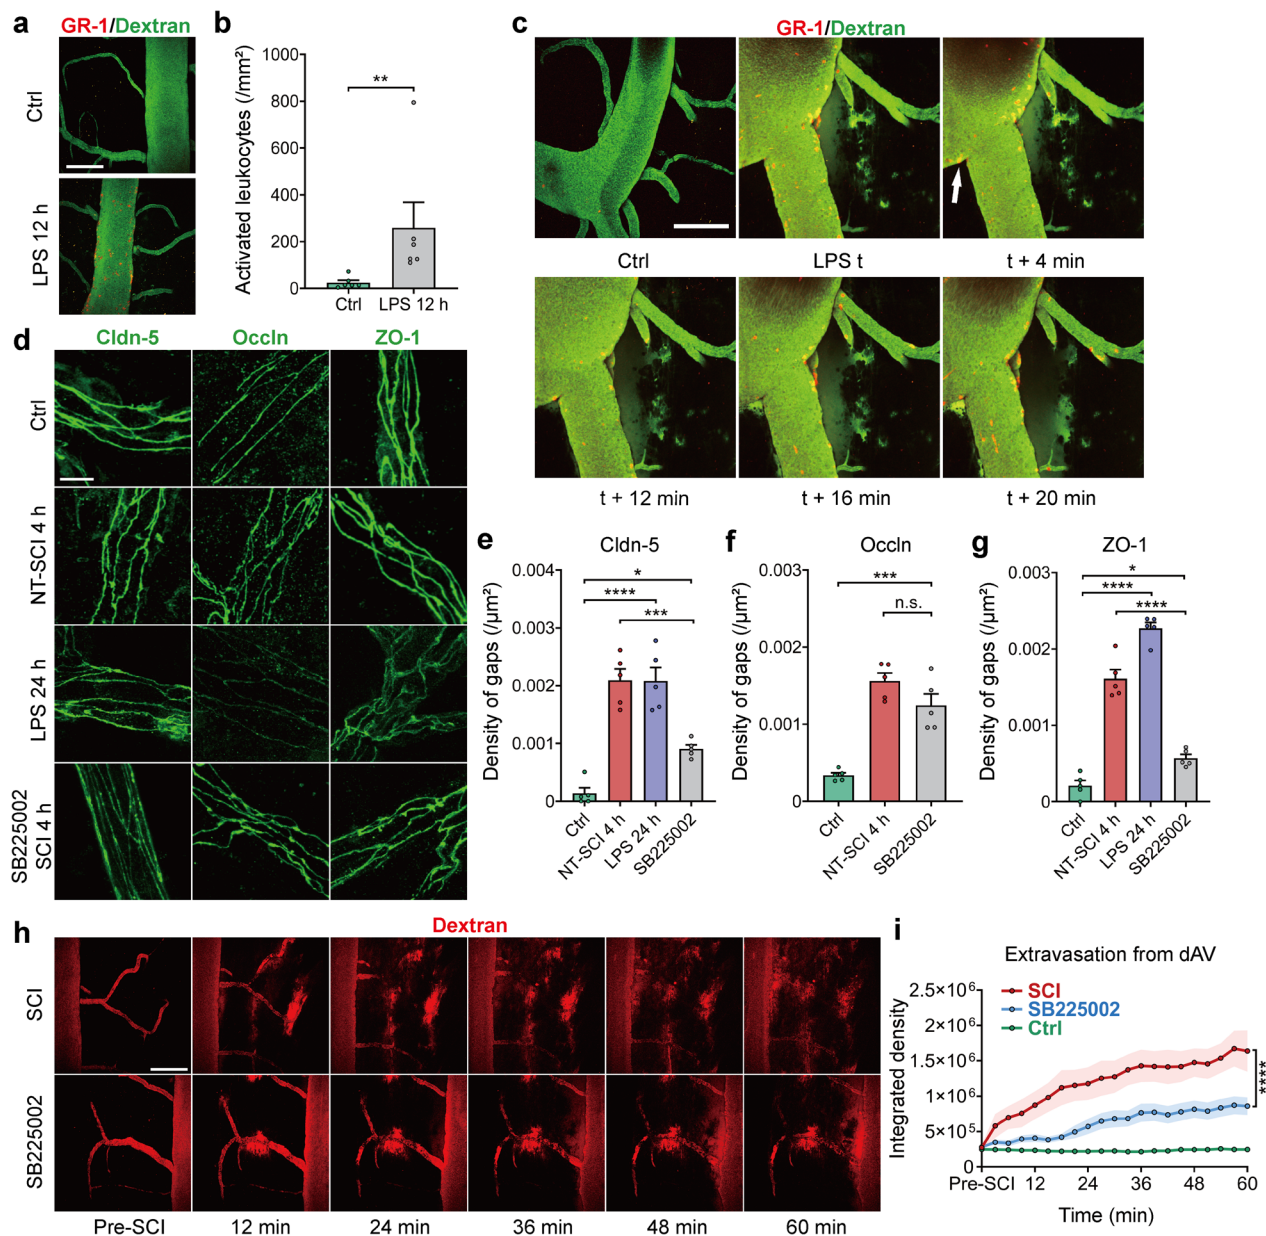 a
GR-1/Dextran
Ctrl
LPS 12 h
b
Activated leukocytes (/mm²)
1000
800
600
400
200
0
**
Ctrl
LPS 12 h
c
GR-1/Dextran
Ctrl
LPS t
t + 4 min
t + 12 min
t + 16 min
t + 20 min
d
Cldn-5
Occln
ZO-1
Ctrl
NT-SCI 4 h
LPS 24 h
SB225002
SCI 4 h
e
Cldn-5
Density of gaps (/µm²)
0.004
0.003
0.002
0.001
0
*
****
***
Ctrl
NT-SCI 4 h
LPS 24 h
SB225002
f
Occln
Density of gaps (/µm²)
0.003
0.002
0.001
0
***
n.s.
Ctrl
NT-SCI 4 h
SB225002
g
ZO-1
Density of gaps (/µm²)
0.003
0.002
0.001
0
*
****
****
Ctrl
NT-SCI 4 h
LPS 24 h
SB225002
h
Dextran
SCI
SB225002
Pre-SCI
12 min
24 min
36 min
48 min
60 min
i
Extravasation from dAV
Integrated density
2.5×10⁶
2×10⁶
1.5×10⁶
1×10⁶
5×10⁵
0
SCI
SB225002
Ctrl
****
Pre-SCI 12 24 36 48 60
Time (min)